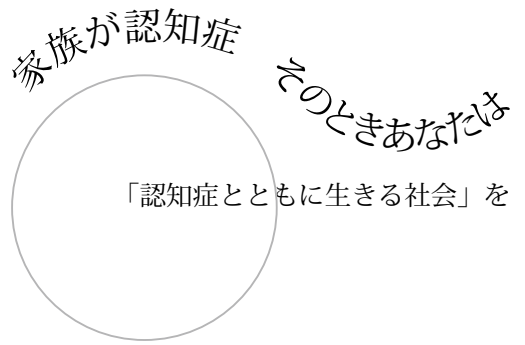 家族が認知症
そのときあなたは
「認知症とともに生きる社会」を